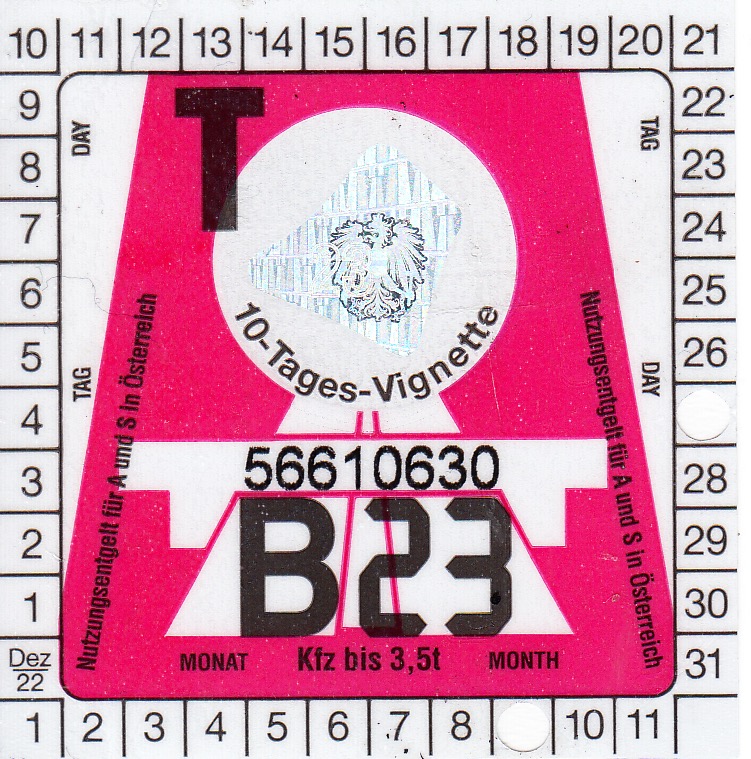 10 11 12 13 14 15 16 17 18 19 20 21
9 22
8 23
7 24
6 25
5 26
4
3 28
2 29
1 30
Dez 22 31
1 2 3 4 5 6 7 8 10 11
DAY
TAG
T
TAG
DAY
10-Tages-Vignette
Nutzungsentgelt für A und S in Österreich
Nutzungsentgelt für A und S in Österreich
56610630
B23
MONAT Kfz bis 3,5t MONTH